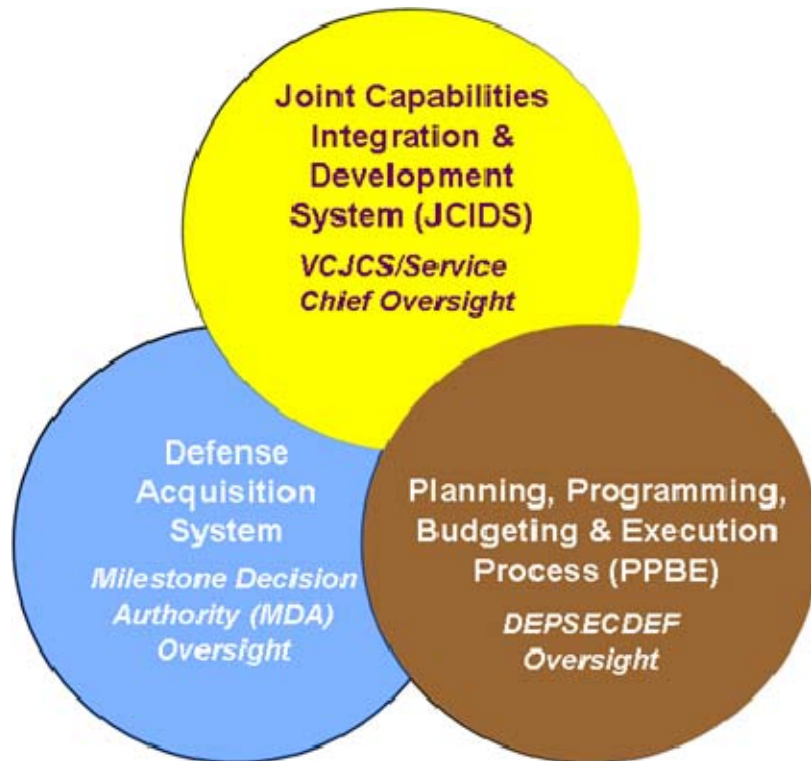 Joint Capabilities
Integration &
Development
System (JCIDS)
VCJCS/Service
Chief Oversight
Defense
Acquisition
System
Milestone Decision
Authority (MDA)
Oversight
Planning, Programming,
Budgeting & Execution
Process (PPBE)
DEPSECDEF
Oversight